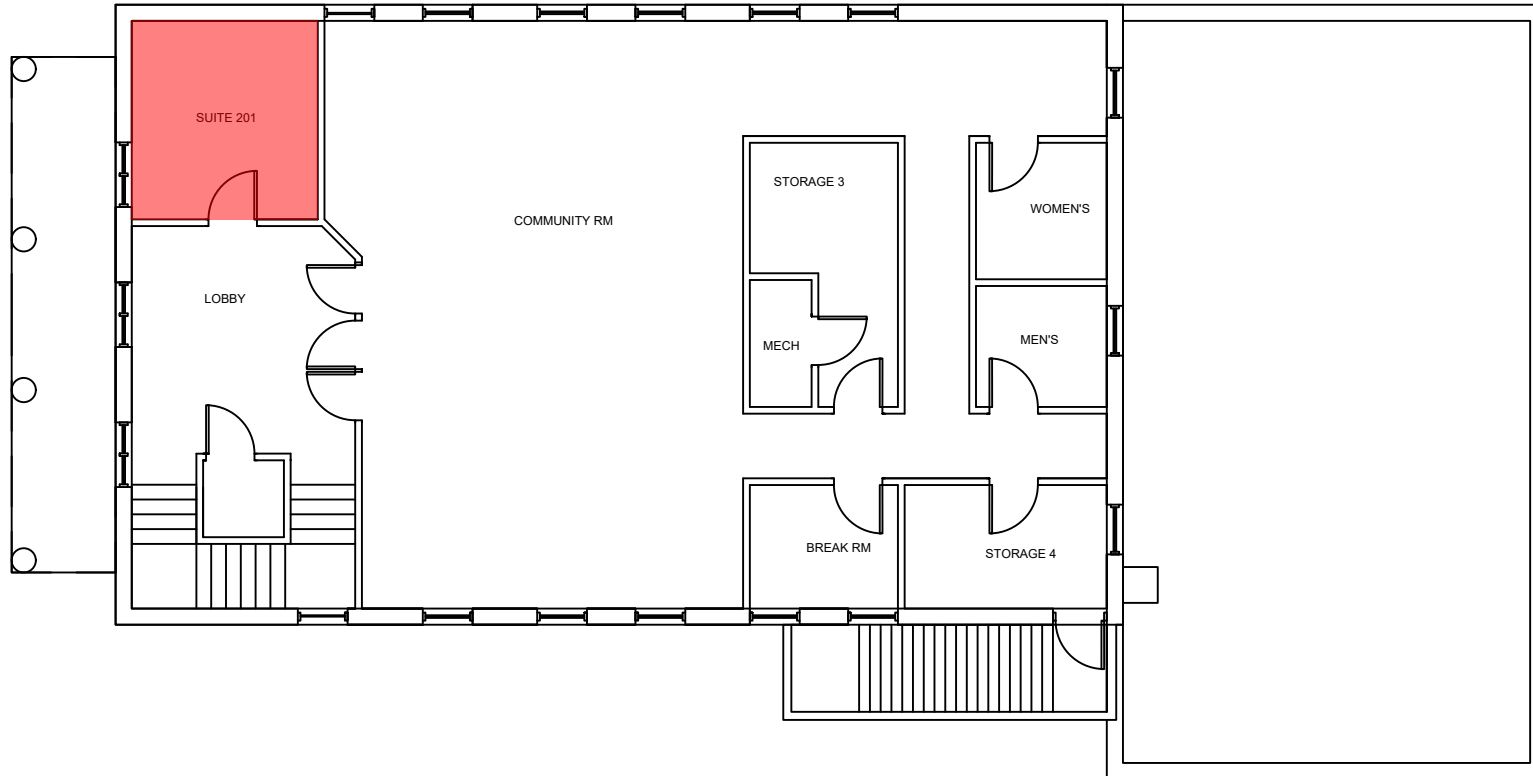 SUITE 201
STORAGE 3
WOMEN'S
COMMUNITY RM
LOBBY
MECH
MEN'S
BREAK RM
STORAGE 4